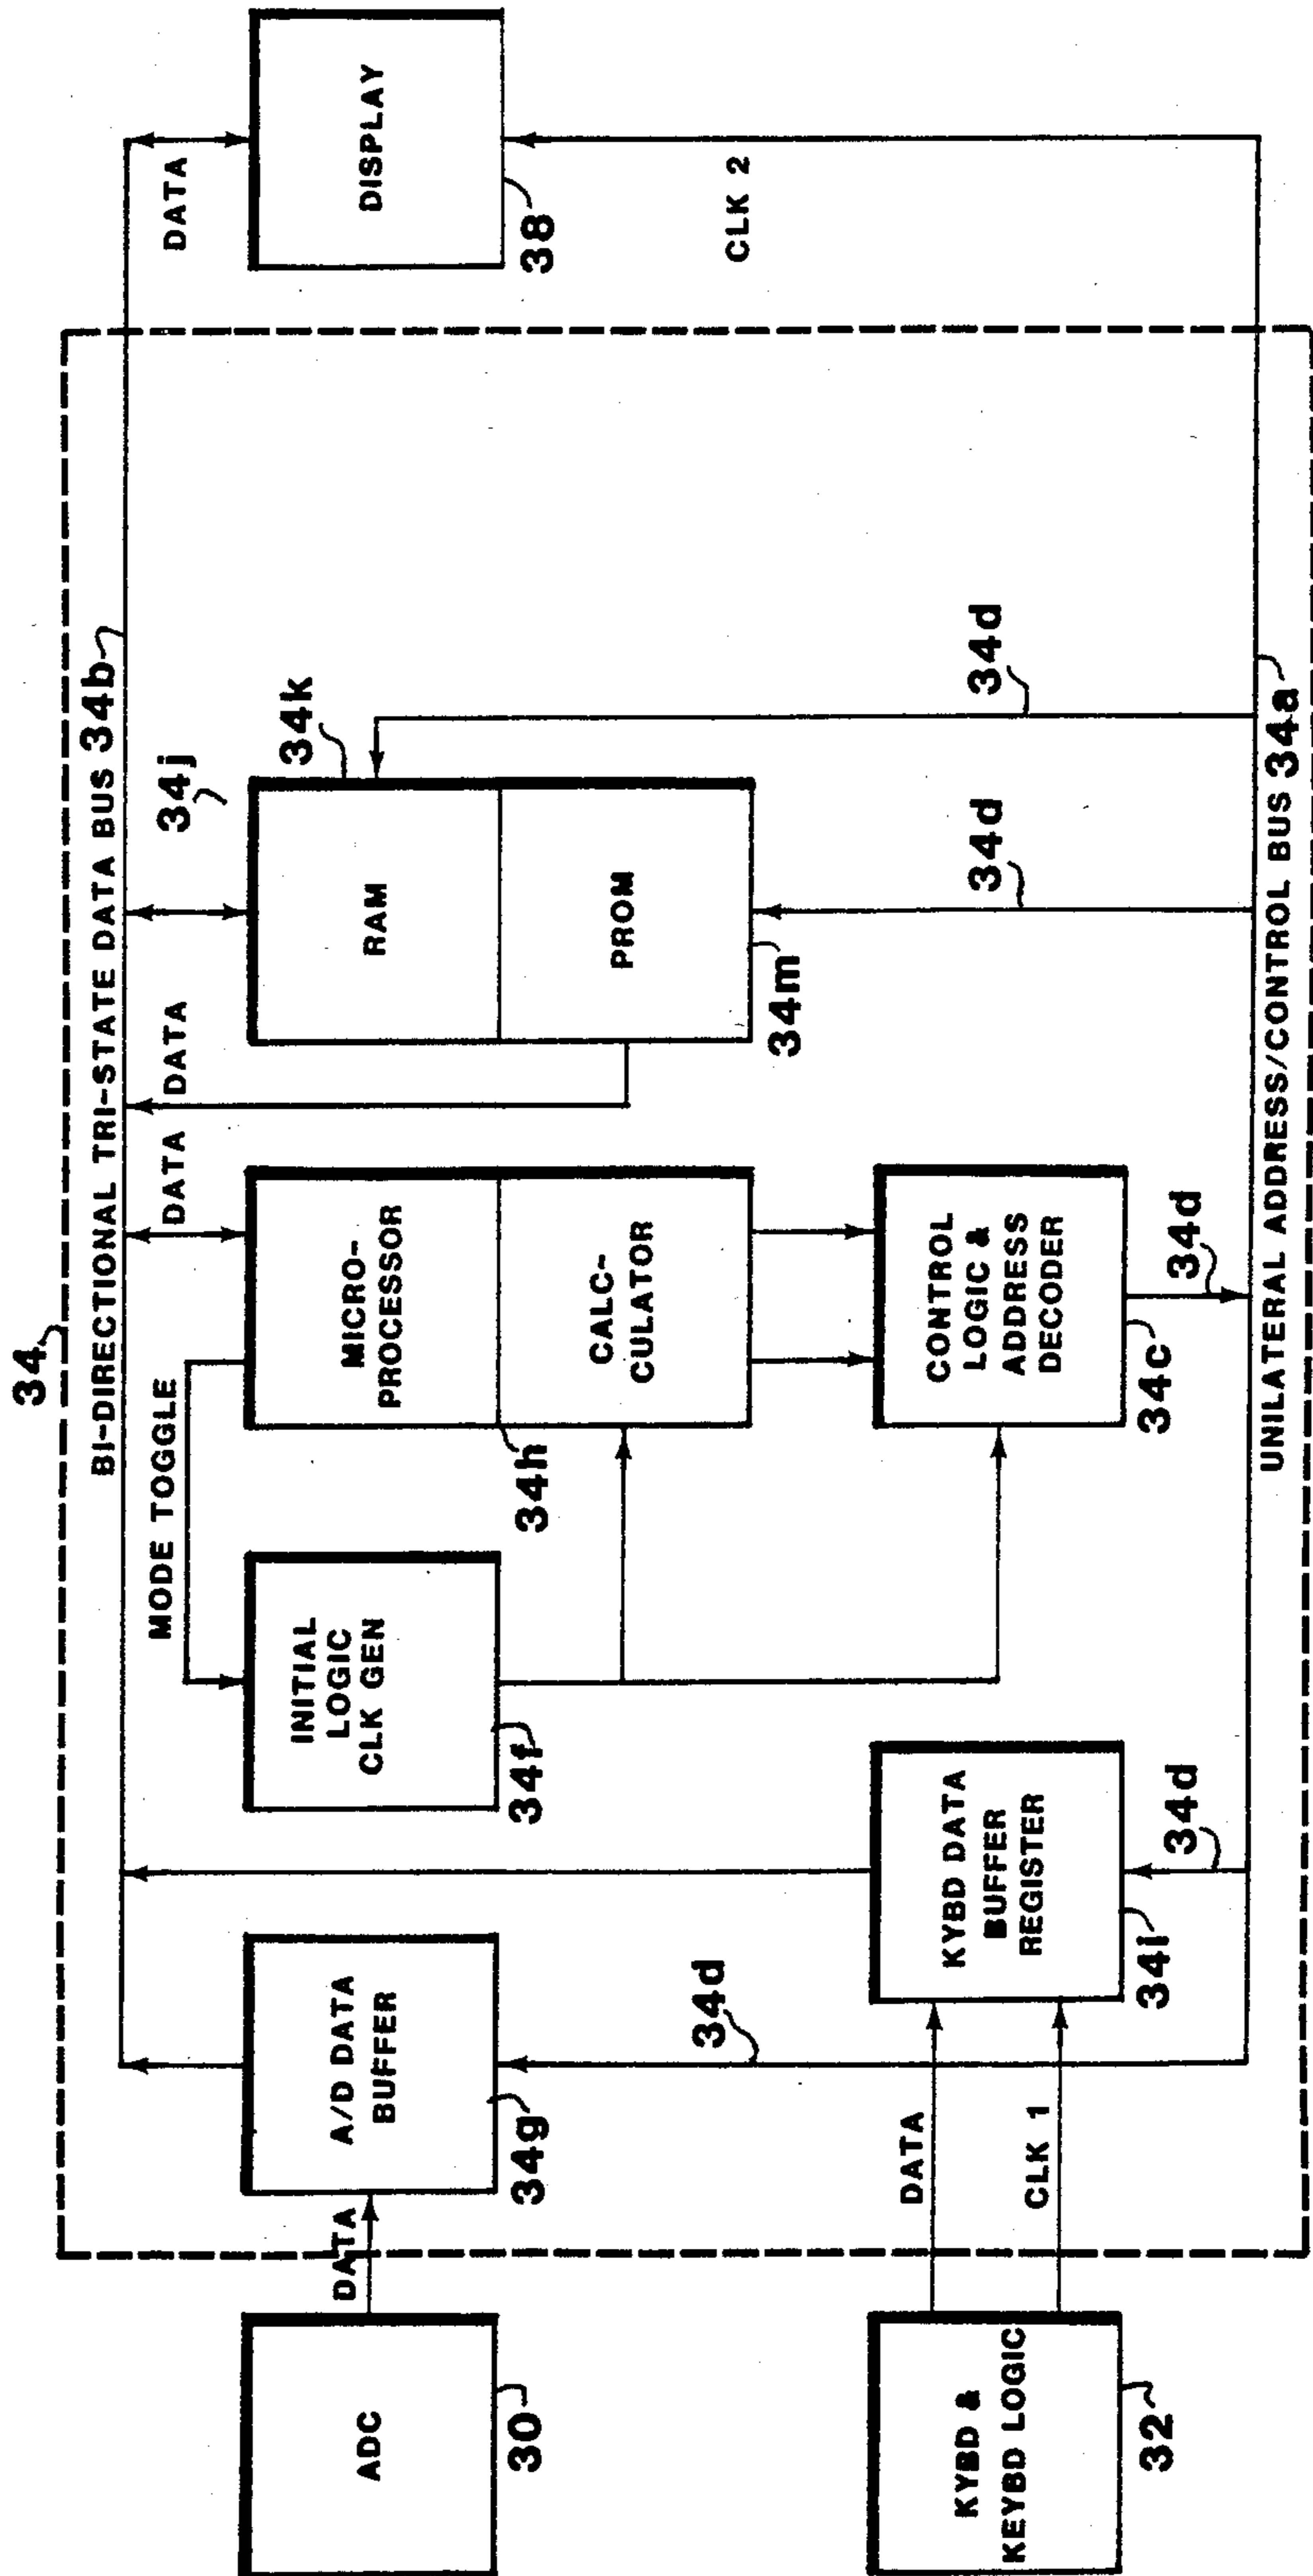 34
BI-DIRECTIONAL TRI-STATE DATA BUS 34b
MODE TOGGLE
DATA
DATA
34j
DATA
ADC
30
DATA
A/D DATA
BUFFER
34g
INITIAL
LOGIC
CLK GEN
34f
MICRO-
PROCESSOR
CALC-
CULATOR
34h
RAM
34k
PROM
34m
DISPLAY
38
34d
34d
34d
CLK 2
KYBD &
KEYBD LOGIC
32
DATA
CLK 1
KYBD DATA
BUFFER
REGISTER
34i
34d
CONTROL
LOGIC &
ADDRESS
DECODER
34c
34d
UNILATERAL ADDRESS/CONTROL BUS 34a